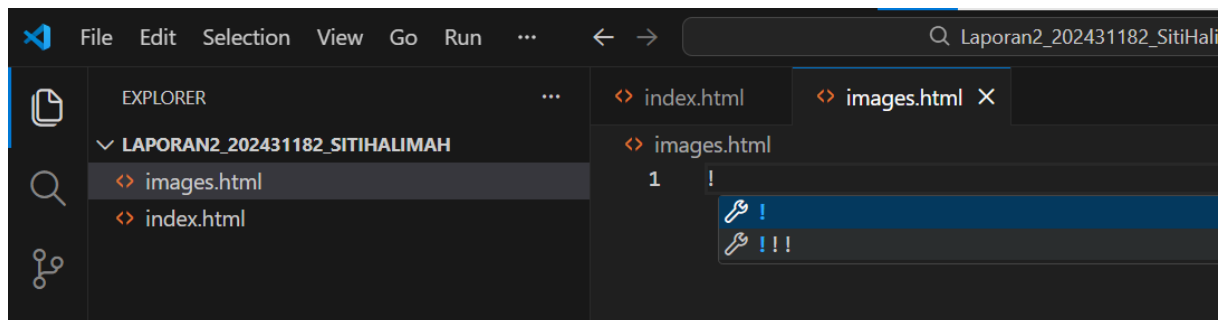 File Edit Selection View Go Run ···
Laporan2_202431182_SitiHali
EXPLORER ···
LAPORAN2_202431182_SITIHALIMAH
images.html
index.html
index.html images.html
images.html
1 !
!
!!!